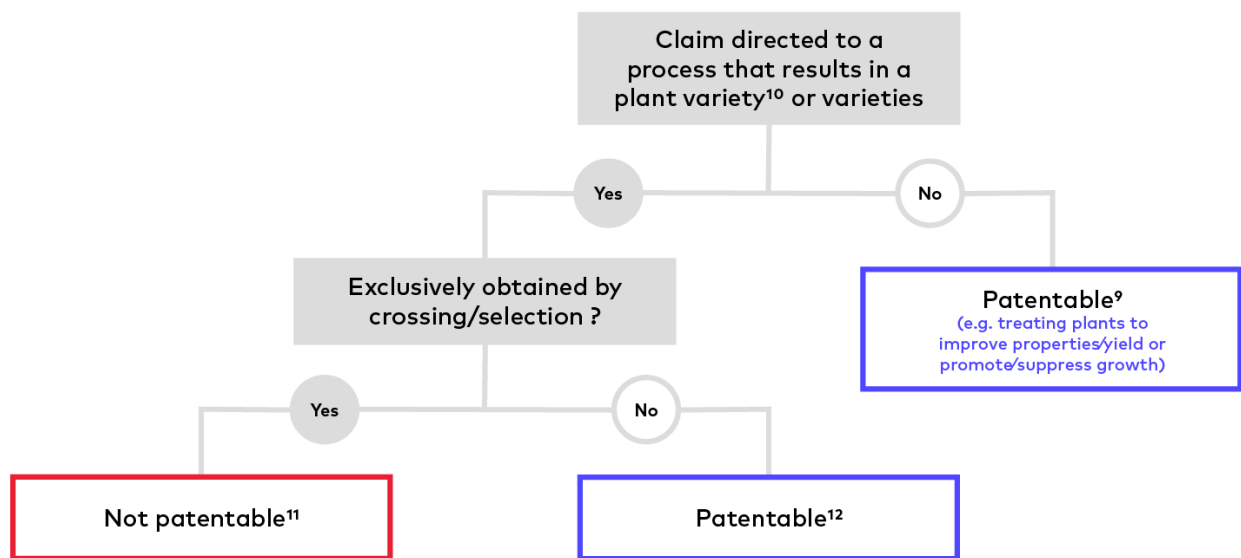 Claim directed to a
process that results in a
plant variety¹⁰ or varieties
Yes
No
Exclusively obtained by
crossing/selection ?
Patentable⁹
(e.g. treating plants to
improve properties/yield or
promote/suppress growth)
Yes
No
Not patentable¹¹
Patentable¹²